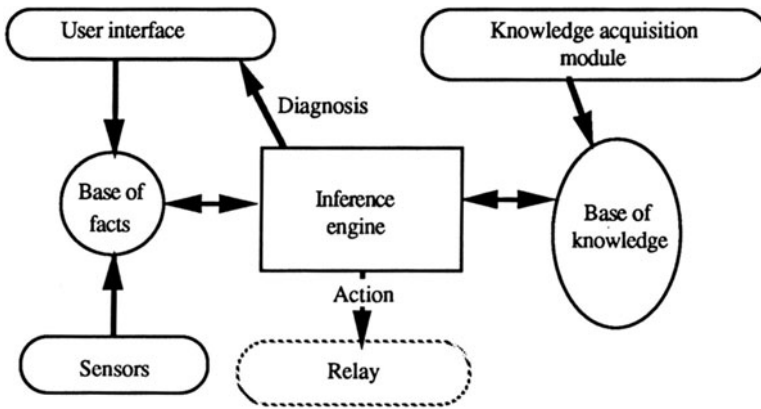 User interface
Knowledge acquisition
module
Diagnosis
Base of
facts
Inference
engine
Base of
knowledge
Action
Sensors
Relay